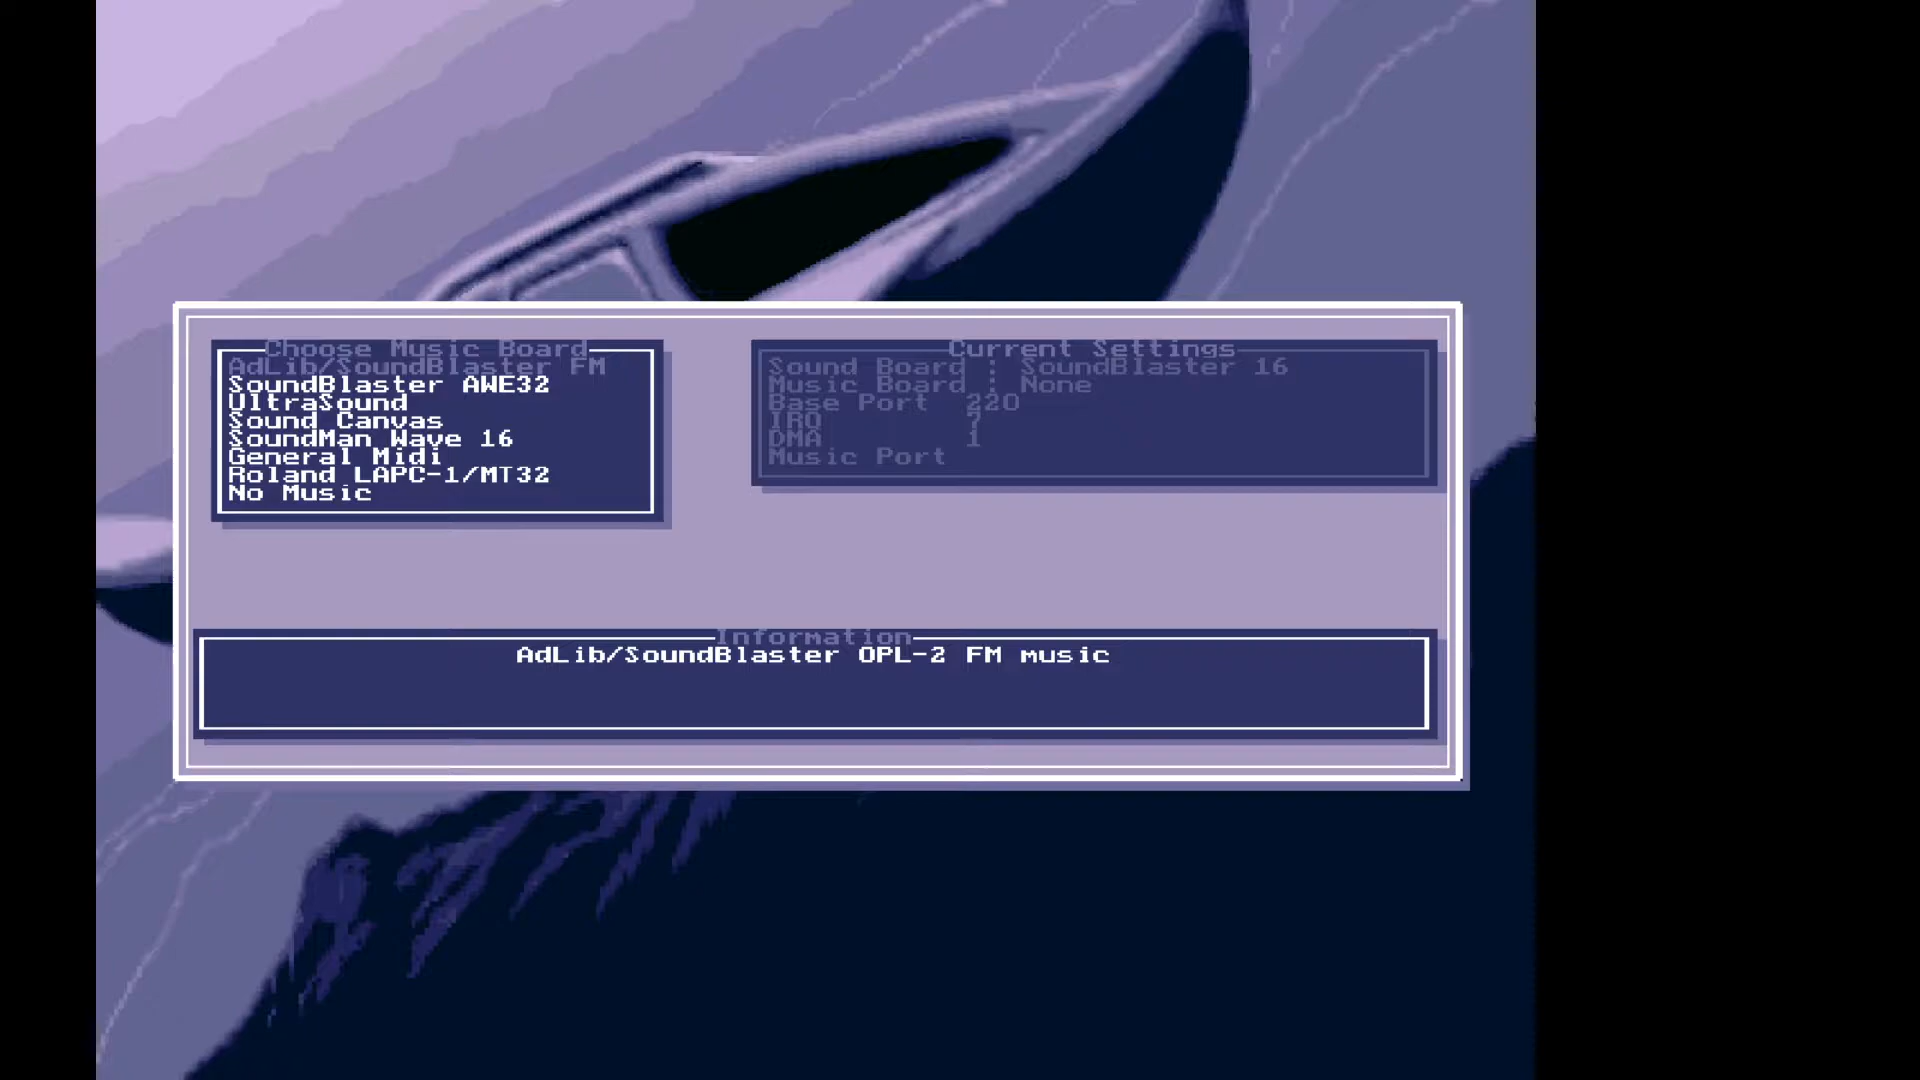 Choose Music Board
AdLib/SoundBlaster FM
SoundBlaster AWE32
UltraSound
Sound Canvas
SoundMan Wave 16
General Midi
Roland LAPC-1/MT32
No Music
Current Settings
Sound Board : SoundBlaster 16
Music Board : None
Base Port 220
IRQ 7
DMA 1
Music Port
Information
AdLib/SoundBlaster OPL-2 FM music